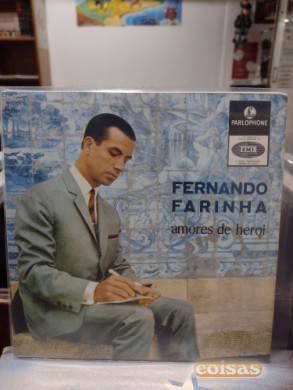 PARLOPHONE
EMI
FERNANDO
FARINHA
amores de herói
coisas